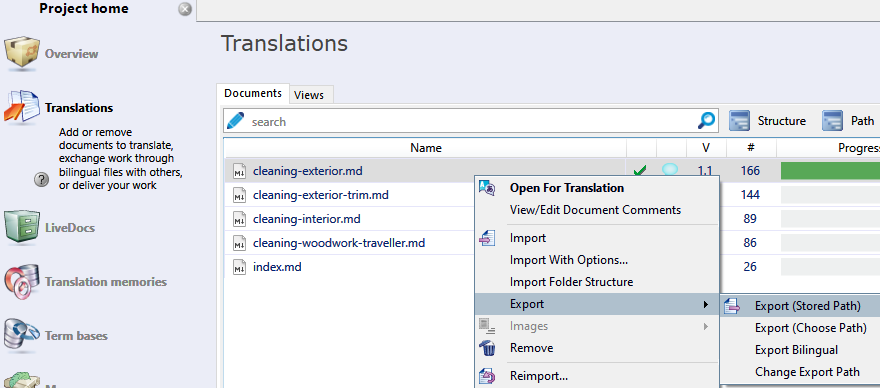 Project home
Overview
Translations
Add or remove
documents to translate,
exchange work through
bilingual files with others,
or deliver your work
LiveDocs
Translation memories
Term bases
Translations
Documents
Views
search
Structure
Path
Name
V
#
Progres
cleaning-exterior.md
1.1
166
cleaning-exterior-trim.md
144
cleaning-interior.md
89
cleaning-woodwork-traveller.md
86
index.md
26
Open For Translation
View/Edit Document Comments
Import
Import With Options...
Import Folder Structure
Export
Images
Remove
Reimport...
Export (Stored Path)
Export (Choose Path)
Export Bilingual
Change Export Path